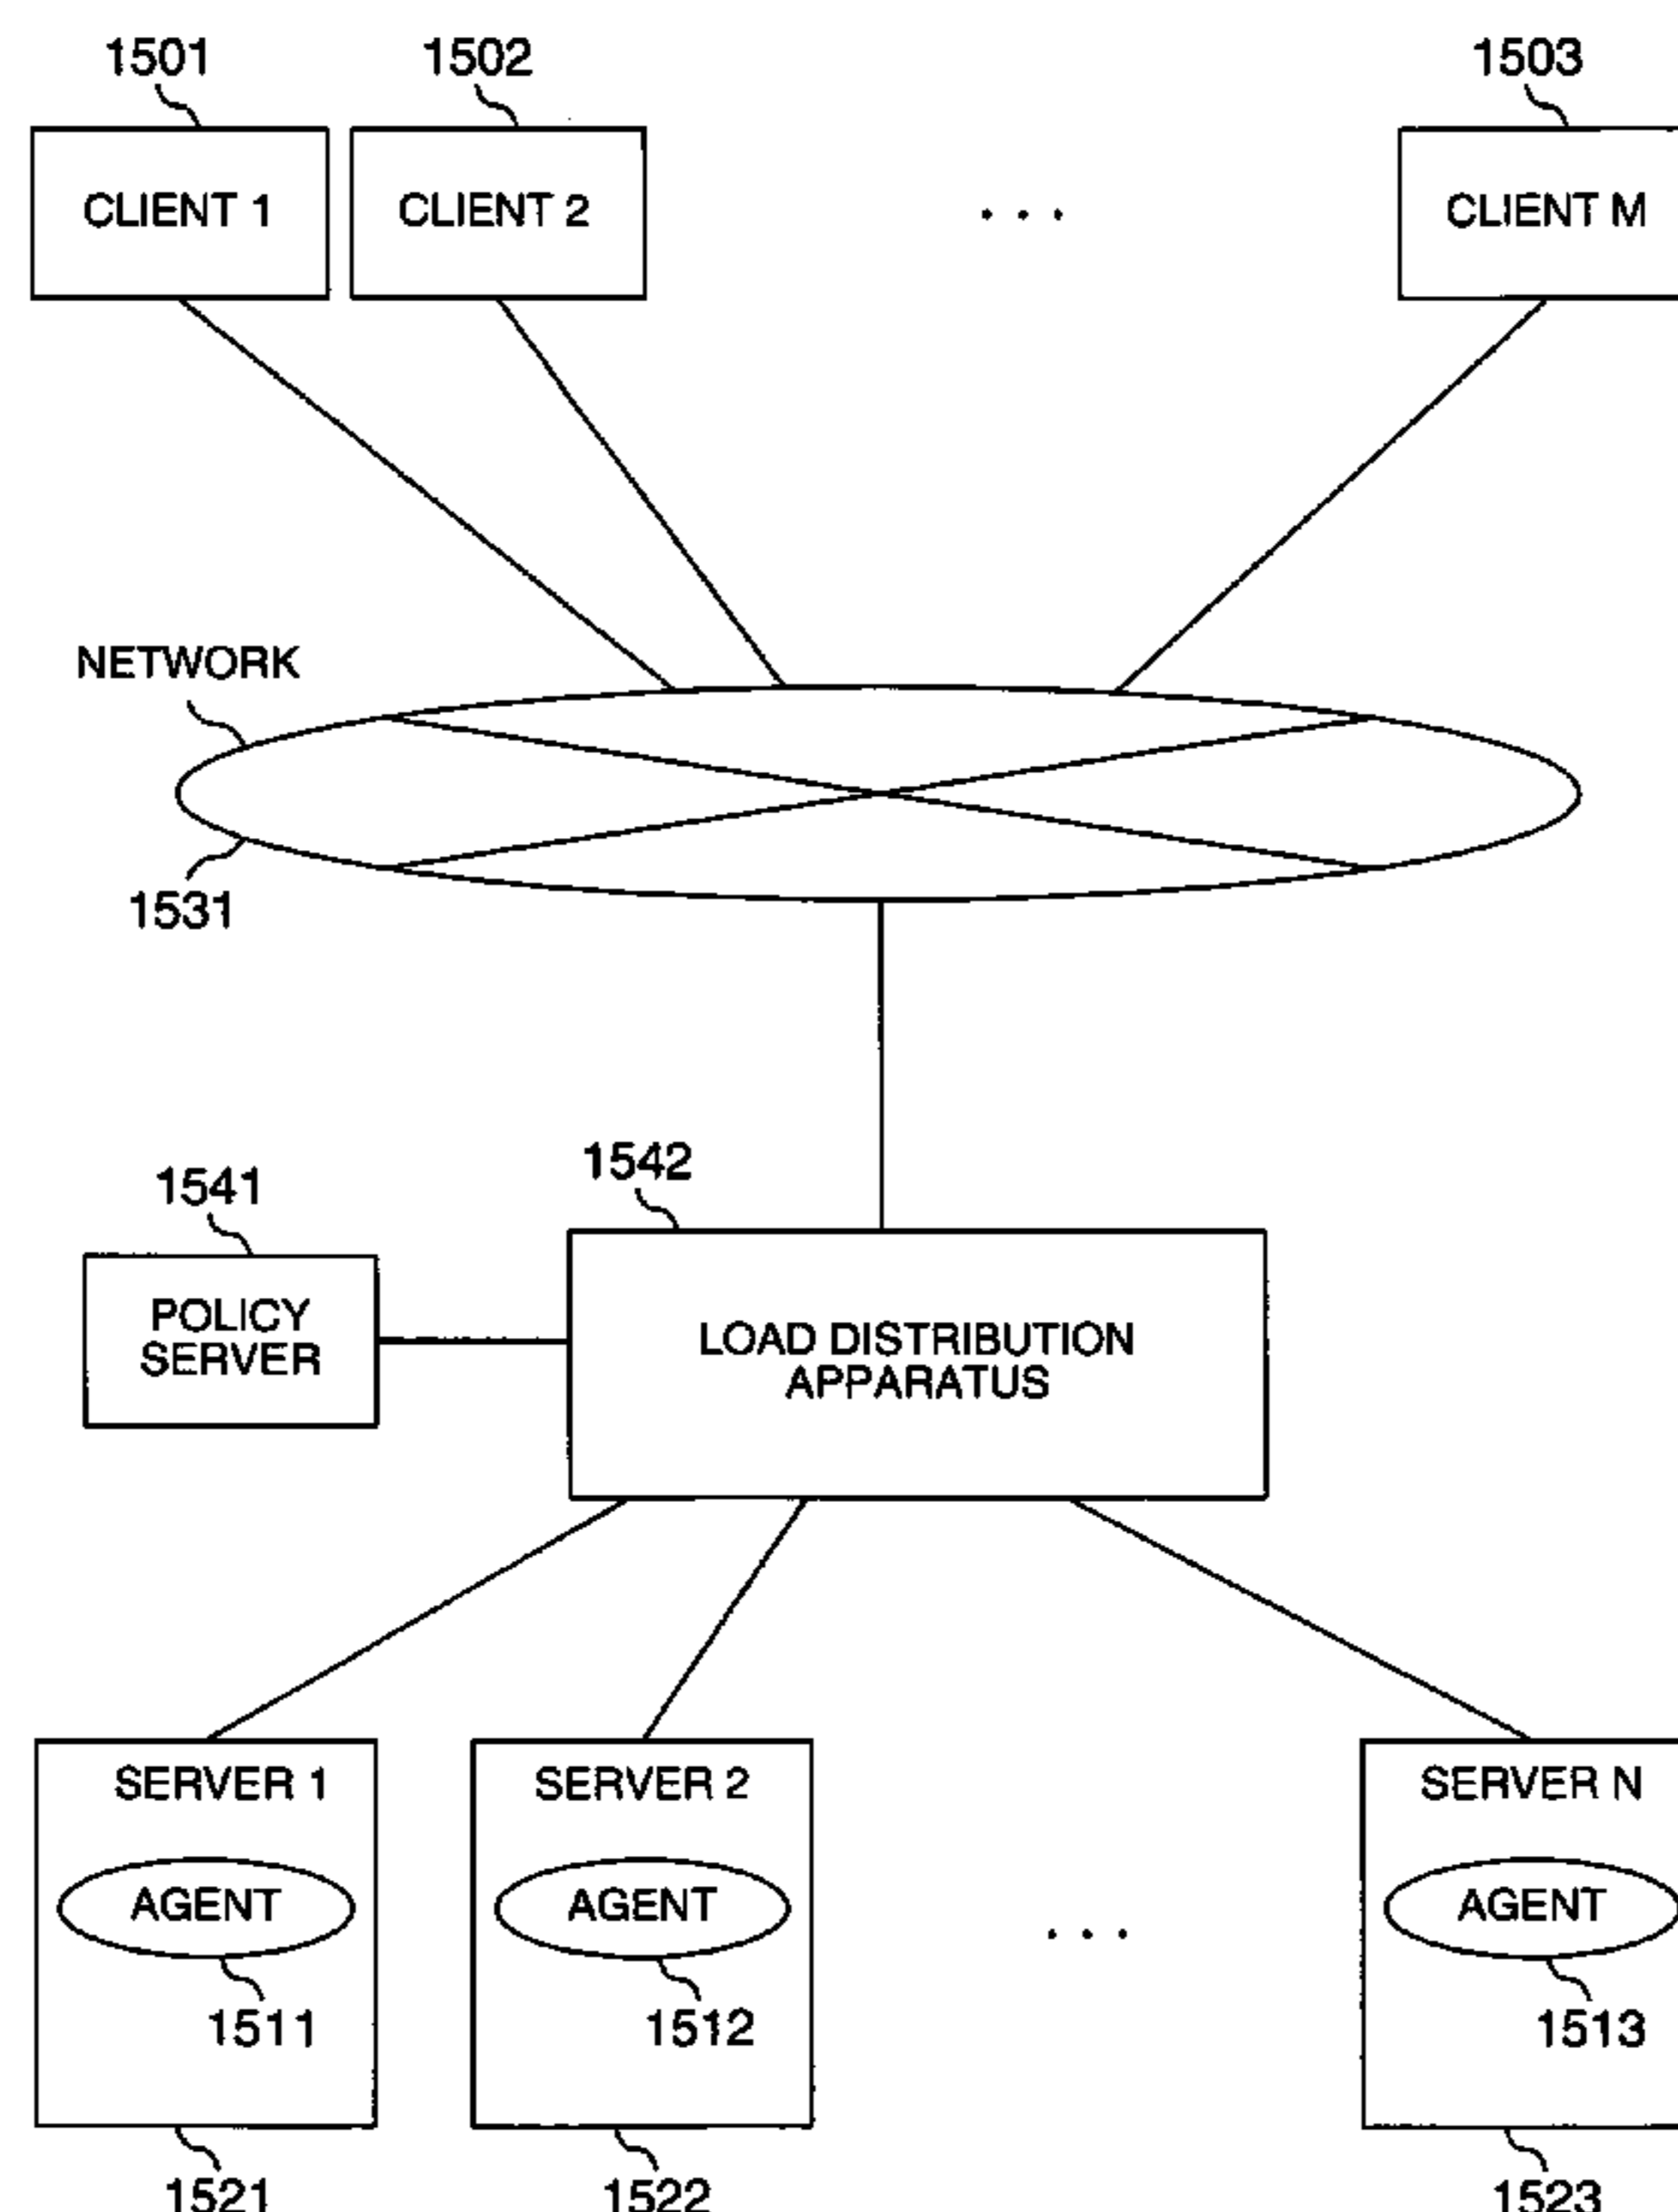 1501
1502
1503
CLIENT 1
CLIENT 2
. . .
CLIENT M
NETWORK
1531
1541
1542
POLICY
SERVER
LOAD DISTRIBUTION
APPARATUS
SERVER 1
SERVER 2
SERVER N
AGENT
AGENT
. . .
AGENT
1511
1512
1513
1521
1522
1523